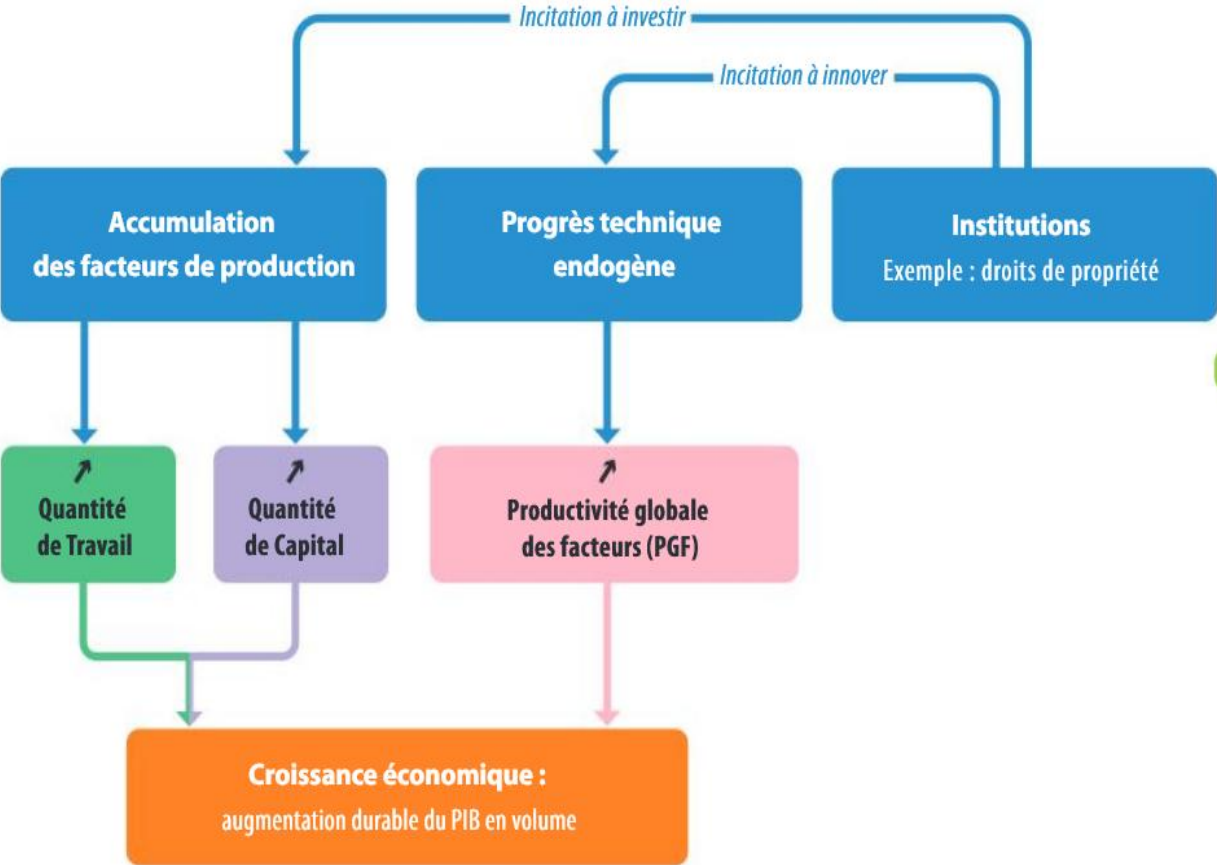 Incitation à investir
Incitation à innover
Accumulation
des facteurs de production
Progrès technique
endogène
Institutions
Exemple : droits de propriété
↗
Quantité
de Travail
↗
Quantité
de Capital
↗
Productivité globale
des facteurs (PGF)
Croissance économique :
augmentation durable du PIB en volume